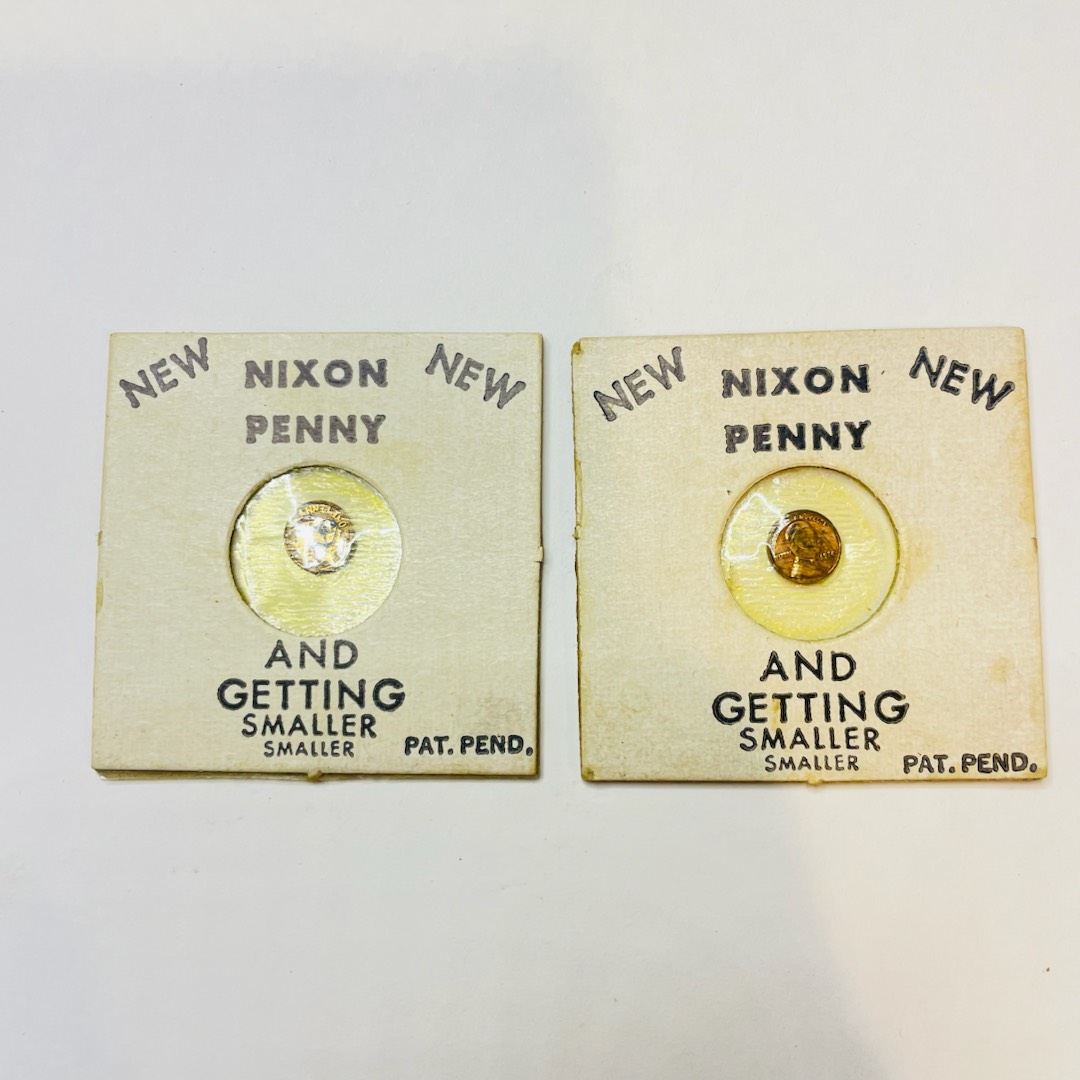 NEW NIXON NEW
PENNY
AND
GETTING
SMALLER
SMALLER
PAT. PEND.
NEW NIXON NEW
PENNY
AND
GETTING
SMALLER
SMALLER
PAT. PEND.